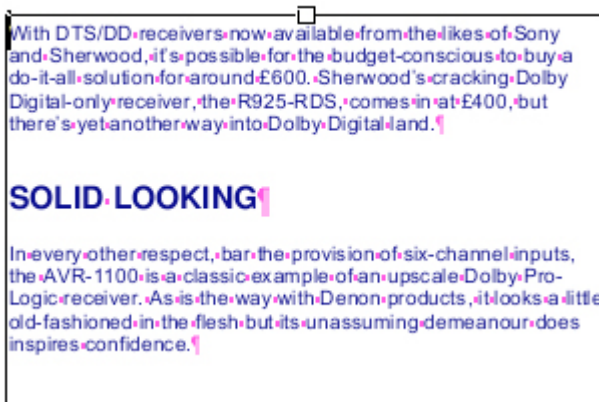 With DTS/DD receivers now available from the likes of Sony
and Sherwood, it's possible for the budget-conscious to buy a
do-it-all solution for around £600. Sherwood's cracking Dolby
Digital-only receiver, the R925-RDS, comes in at £400, but
there's yet another way into Dolby Digital land.¶
SOLID LOOKING¶
In every other respect, bar the provision of six-channel inputs,
the AVR-1100 is a classic example of an upscale Dolby Pro-
Logic receiver. As is the way with Denon products, it looks a little
old-fashioned in the flesh but its unassuming demeanour does
inspires confidence.¶